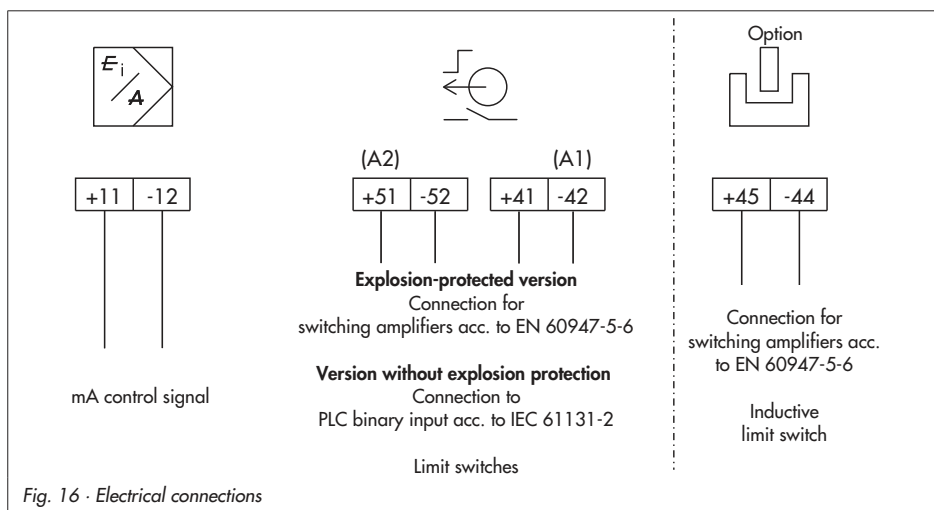 E i
A
+11 -12
mA control signal
(A2) (A1)
+51 -52 +41 -42
Explosion-protected version
Connection for
switching amplifiers acc. to EN 60947-5-6
Version without explosion protection
Connection to
PLC binary input acc. to IEC 61131-2
Limit switches
Option
+45 -44
Connection for
switching amplifiers acc.
to EN 60947-5-6
Inductive
limit switch
Fig. 16 · Electrical connections